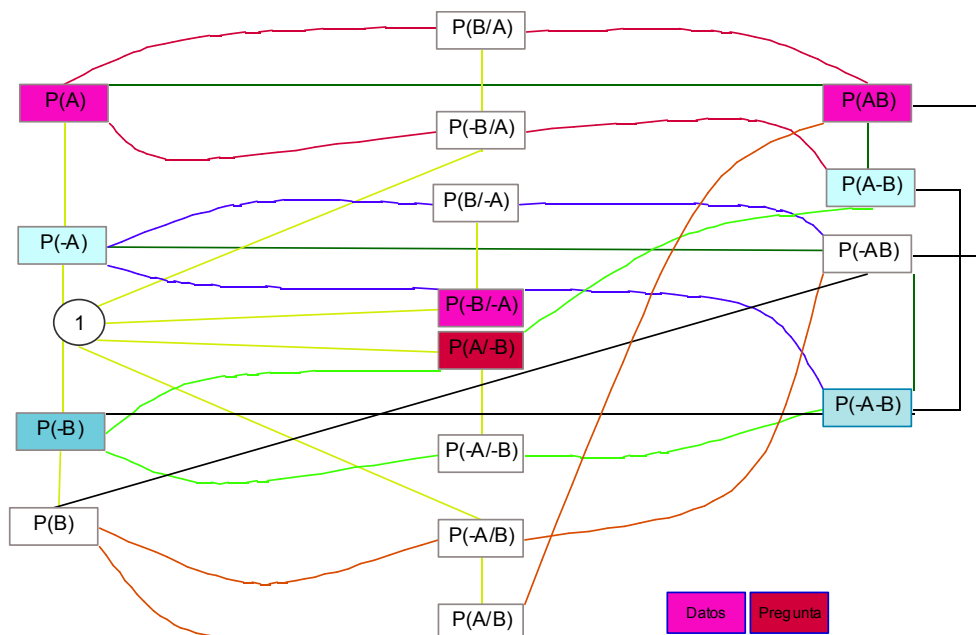 P(B/A)
P(A)
P(AB)
P(-B/A)
P(A-B)
P(B/-A)
P(-A)
P(-AB)
P(-B/-A)
1
P(A/-B)
P(-A-B)
P(-B)
P(-A/-B)
P(B)
P(-A/B)
P(A/B)
Datos
Pregunta